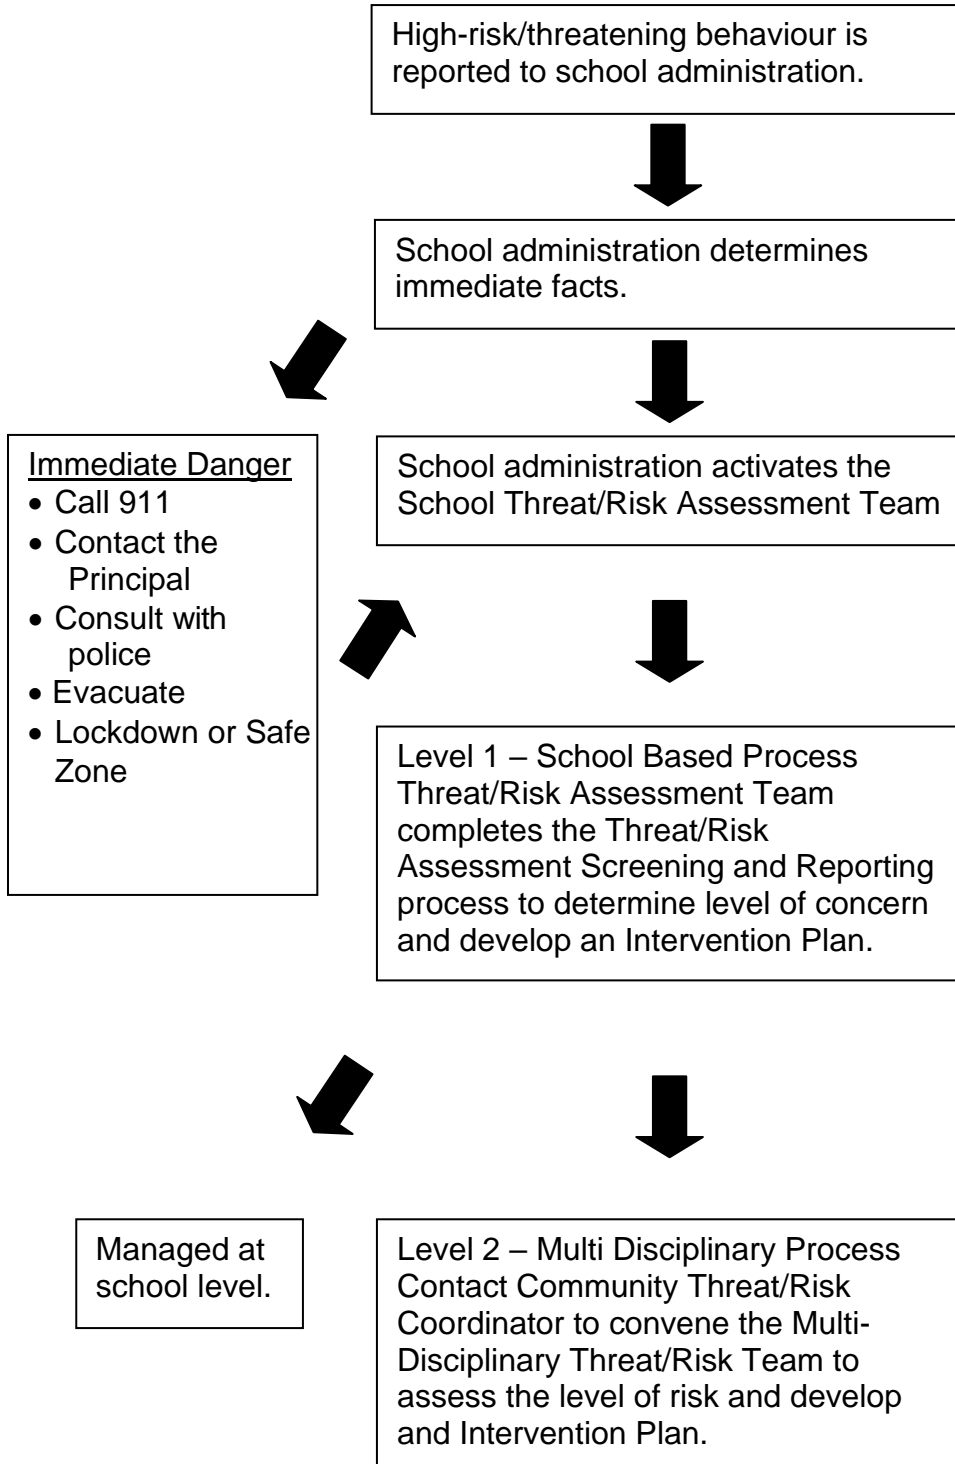 High-risk/threatening behaviour is
reported to school administration.
School administration determines
immediate facts.
Immediate Danger
• Call 911
• Contact the
Principal
• Consult with
police
• Evacuate
• Lockdown or Safe
Zone
School administration activates the
School Threat/Risk Assessment Team
Level 1 – School Based Process
Threat/Risk Assessment Team
completes the Threat/Risk
Assessment Screening and Reporting
process to determine level of concern
and develop an Intervention Plan.
Managed at
school level.
Level 2 – Multi Disciplinary Process
Contact Community Threat/Risk
Coordinator to convene the Multi-
Disciplinary Threat/Risk Team to
assess the level of risk and develop
and Intervention Plan.